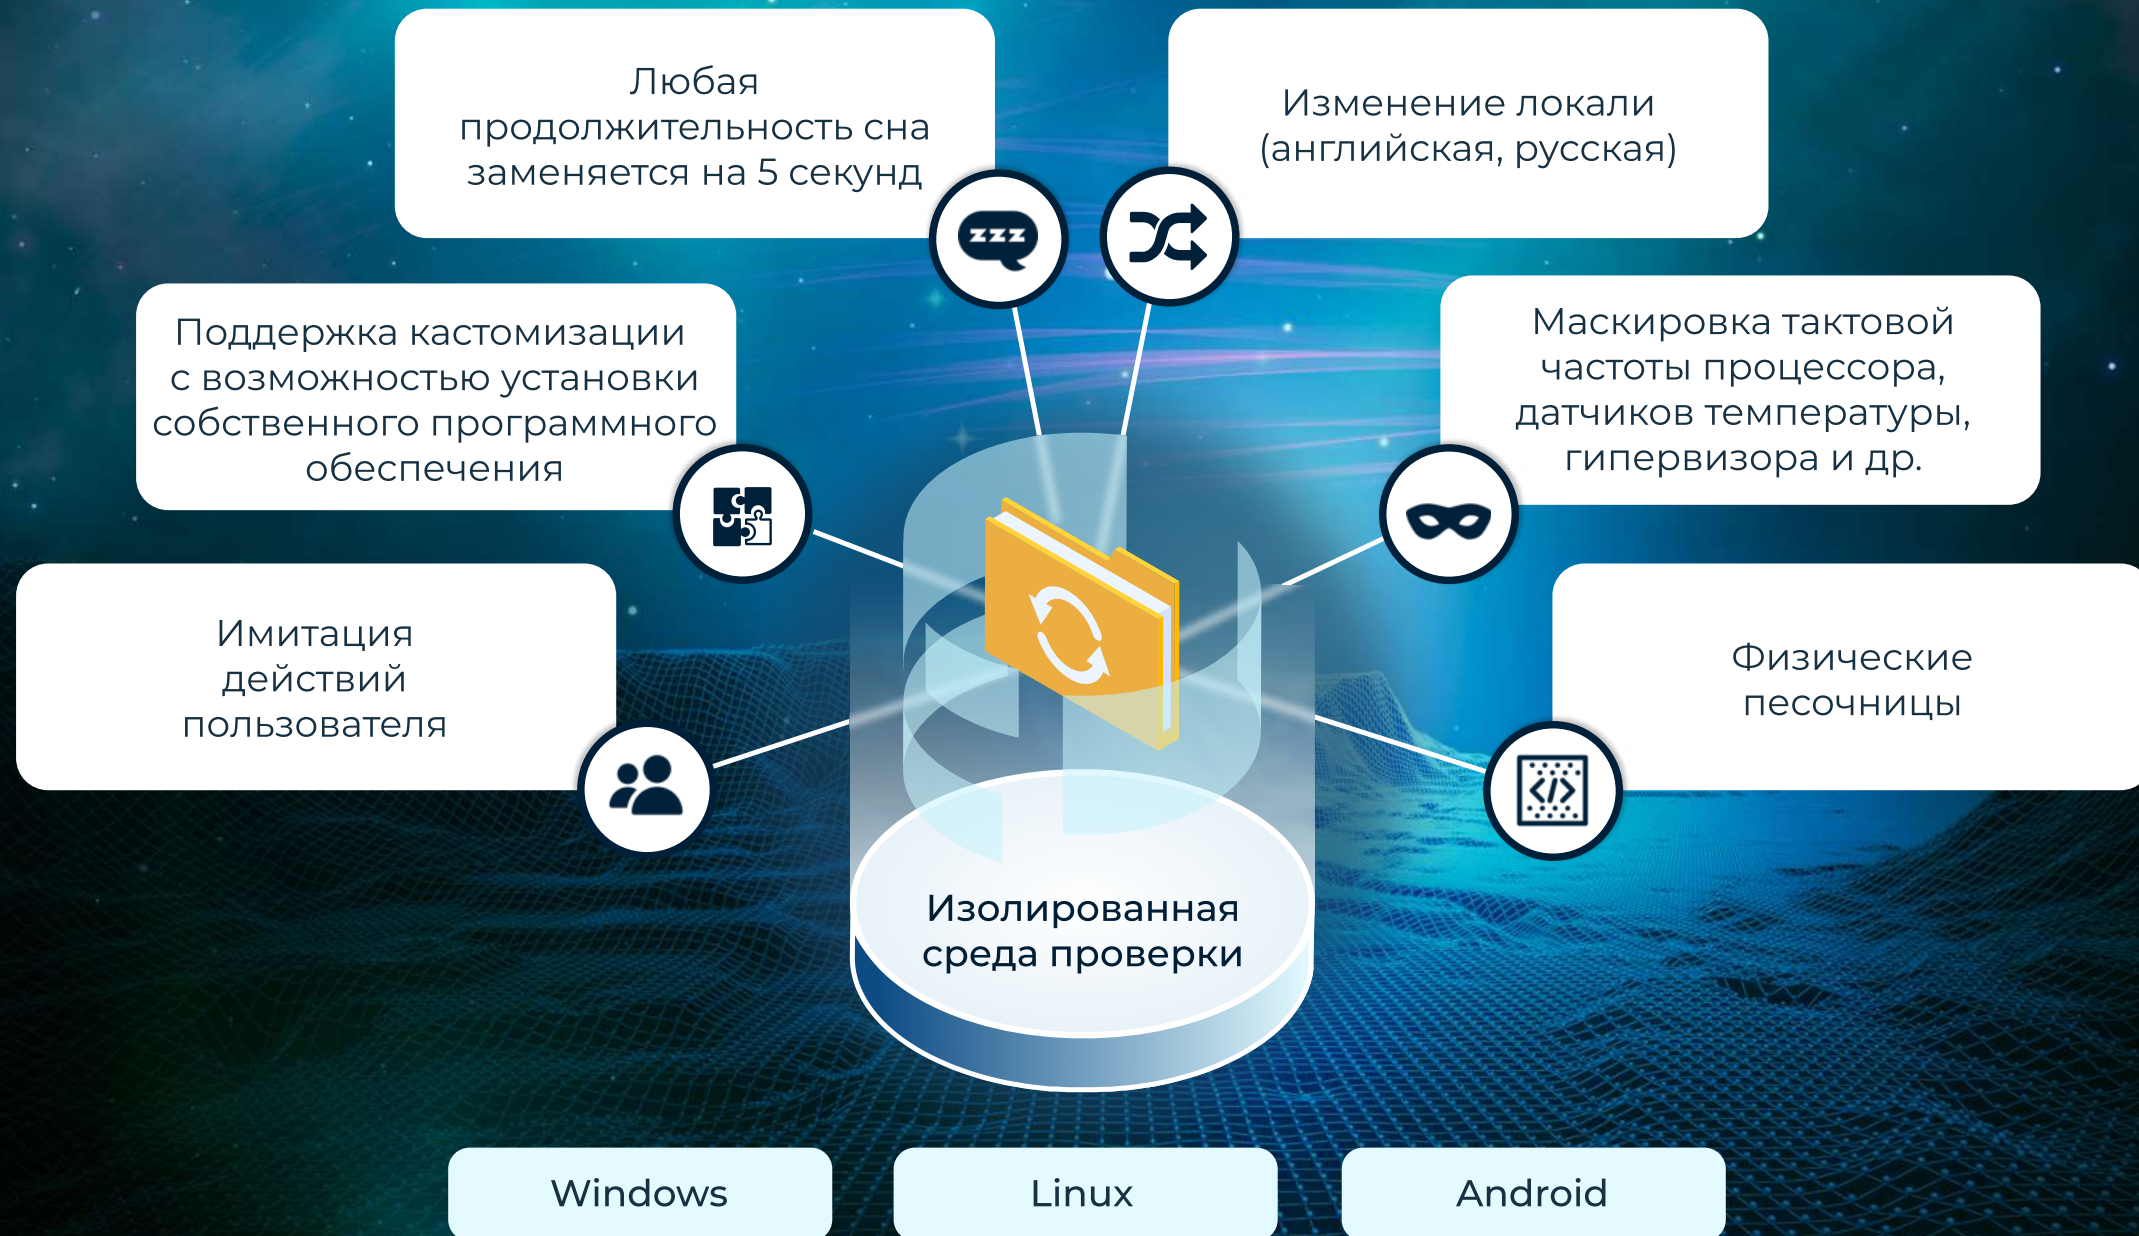 Любая
продолжительность сна
заменяется на 5 секунд
zzz
Изменение локали
(английская, русская)
Поддержка кастомизации
с возможностью установки
собственного программного
обеспечения
Маскировка тактовой
частоты процессора,
датчиков температуры,
гипервизора и др.
Имитация
действий
пользователя
Физические
песочницы
</>
Изолированная
среда проверки
Windows
Linux
Android